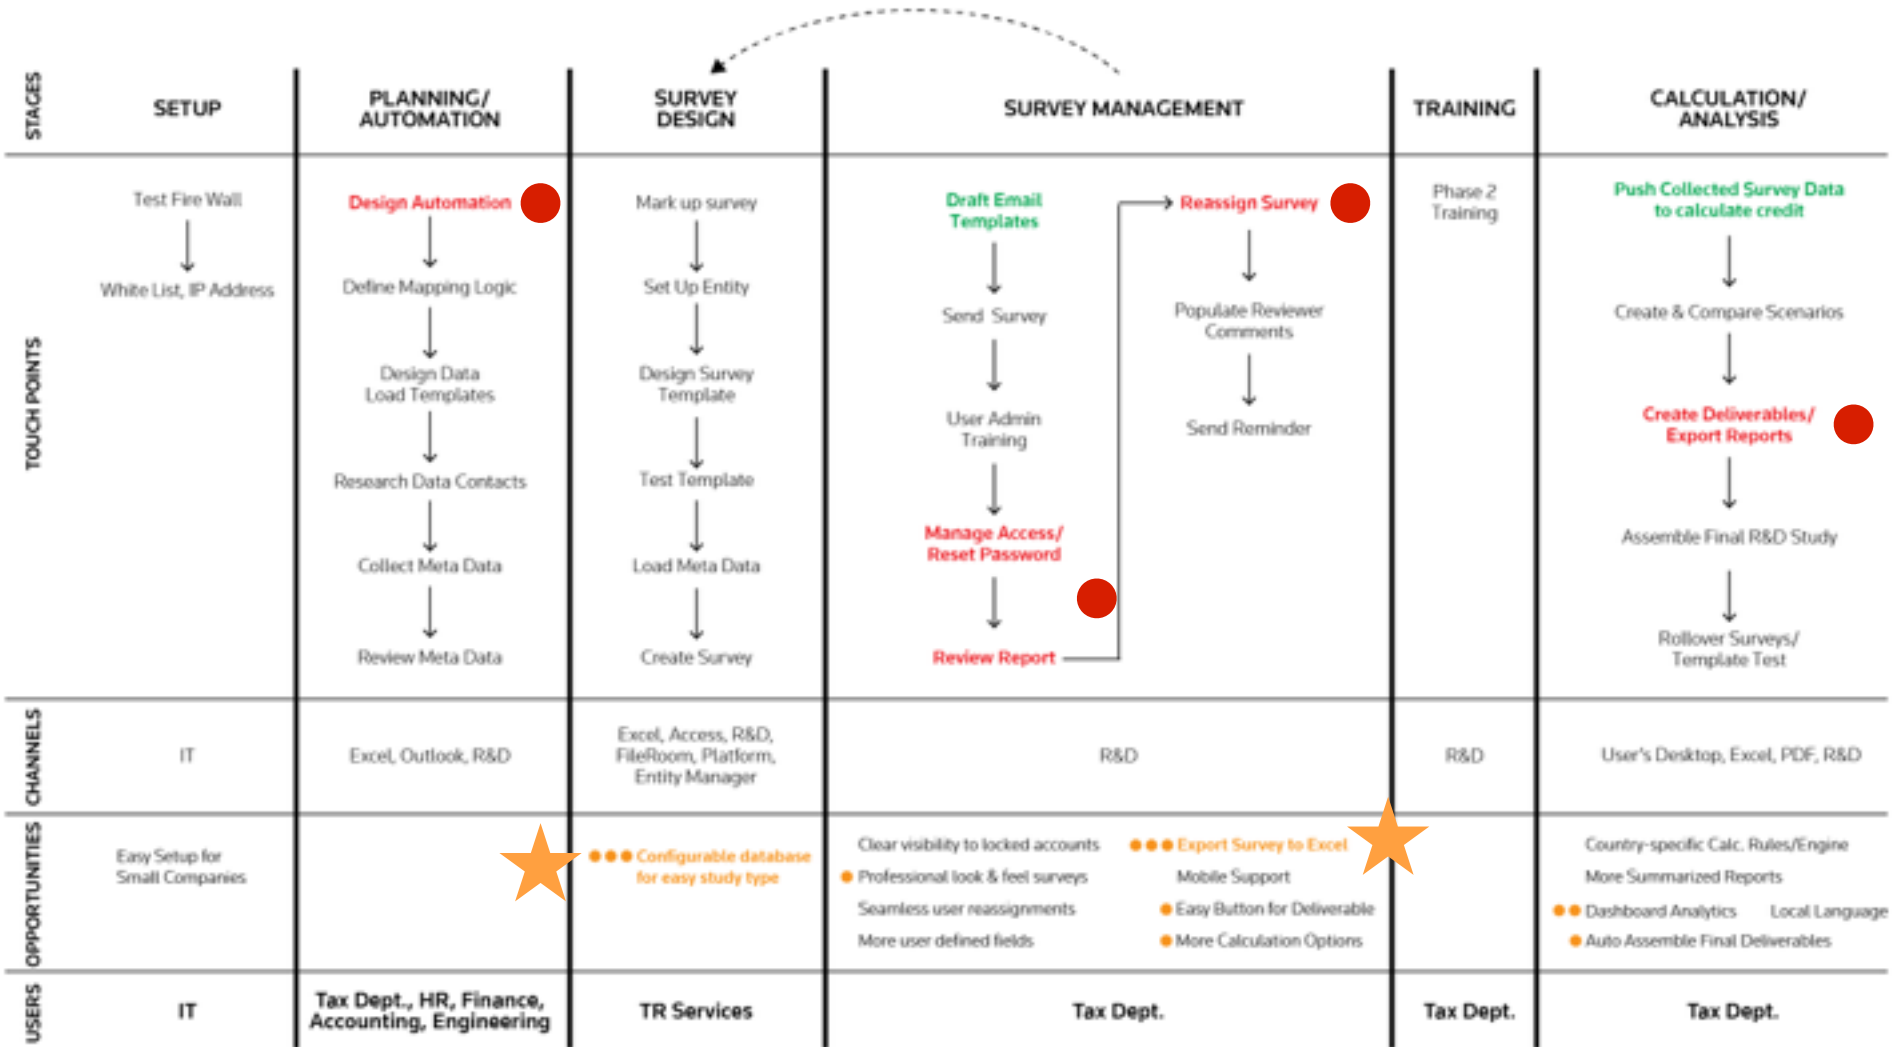 STAGES
SETUP
PLANNING/
AUTOMATION
SURVEY
DESIGN
SURVEY MANAGEMENT
TRAINING
CALCULATION/
ANALYSIS
TOUCH POINTS
Test Fire Wall
White List, IP Address
Design Automation
Define Mapping Logic
Design Data
Load Templates
Research Data Contacts
Collect Meta Data
Review Meta Data
Mark up survey
Set Up Entity
Design Survey
Template
Test Template
Load Meta Data
Create Survey
Draft Email
Templates
Send Survey
User Admin
Training
Manage Access/
Reset Password
Review Report
Reassign Survey
Populate Reviewer
Comments
Send Reminder
Phase 2
Training
Push Collected Survey Data
to calculate credit
Create & Compare Scenarios
Create Deliverables/
Export Reports
Assemble Final R&D Study
Rollover Surveys/
Template Test
CHANNELS
IT
Excel, Outlook, R&D
Excel, Access, R&D,
FileRoom, Platform,
Entity Manager
R&D
R&D
User's Desktop, Excel, PDF, R&D
OPPORTUNITIES
Easy Setup for
Small Companies
Configurable database
for easy study type
Clear visibility to locked accounts
Professional look & feel surveys
Seamless user reassignments
More user defined fields
Export Survey to Excel
Mobile Support
Easy Button for Deliverable
More Calculation Options
Country-specific Calc. Rules/Engine
More Summarized Reports
Dashboard Analytics
Local Language
Auto Assemble Final Deliverables
USERS
IT
Tax Dept., HR, Finance,
Accounting, Engineering
TR Services
Tax Dept.
Tax Dept.
Tax Dept.